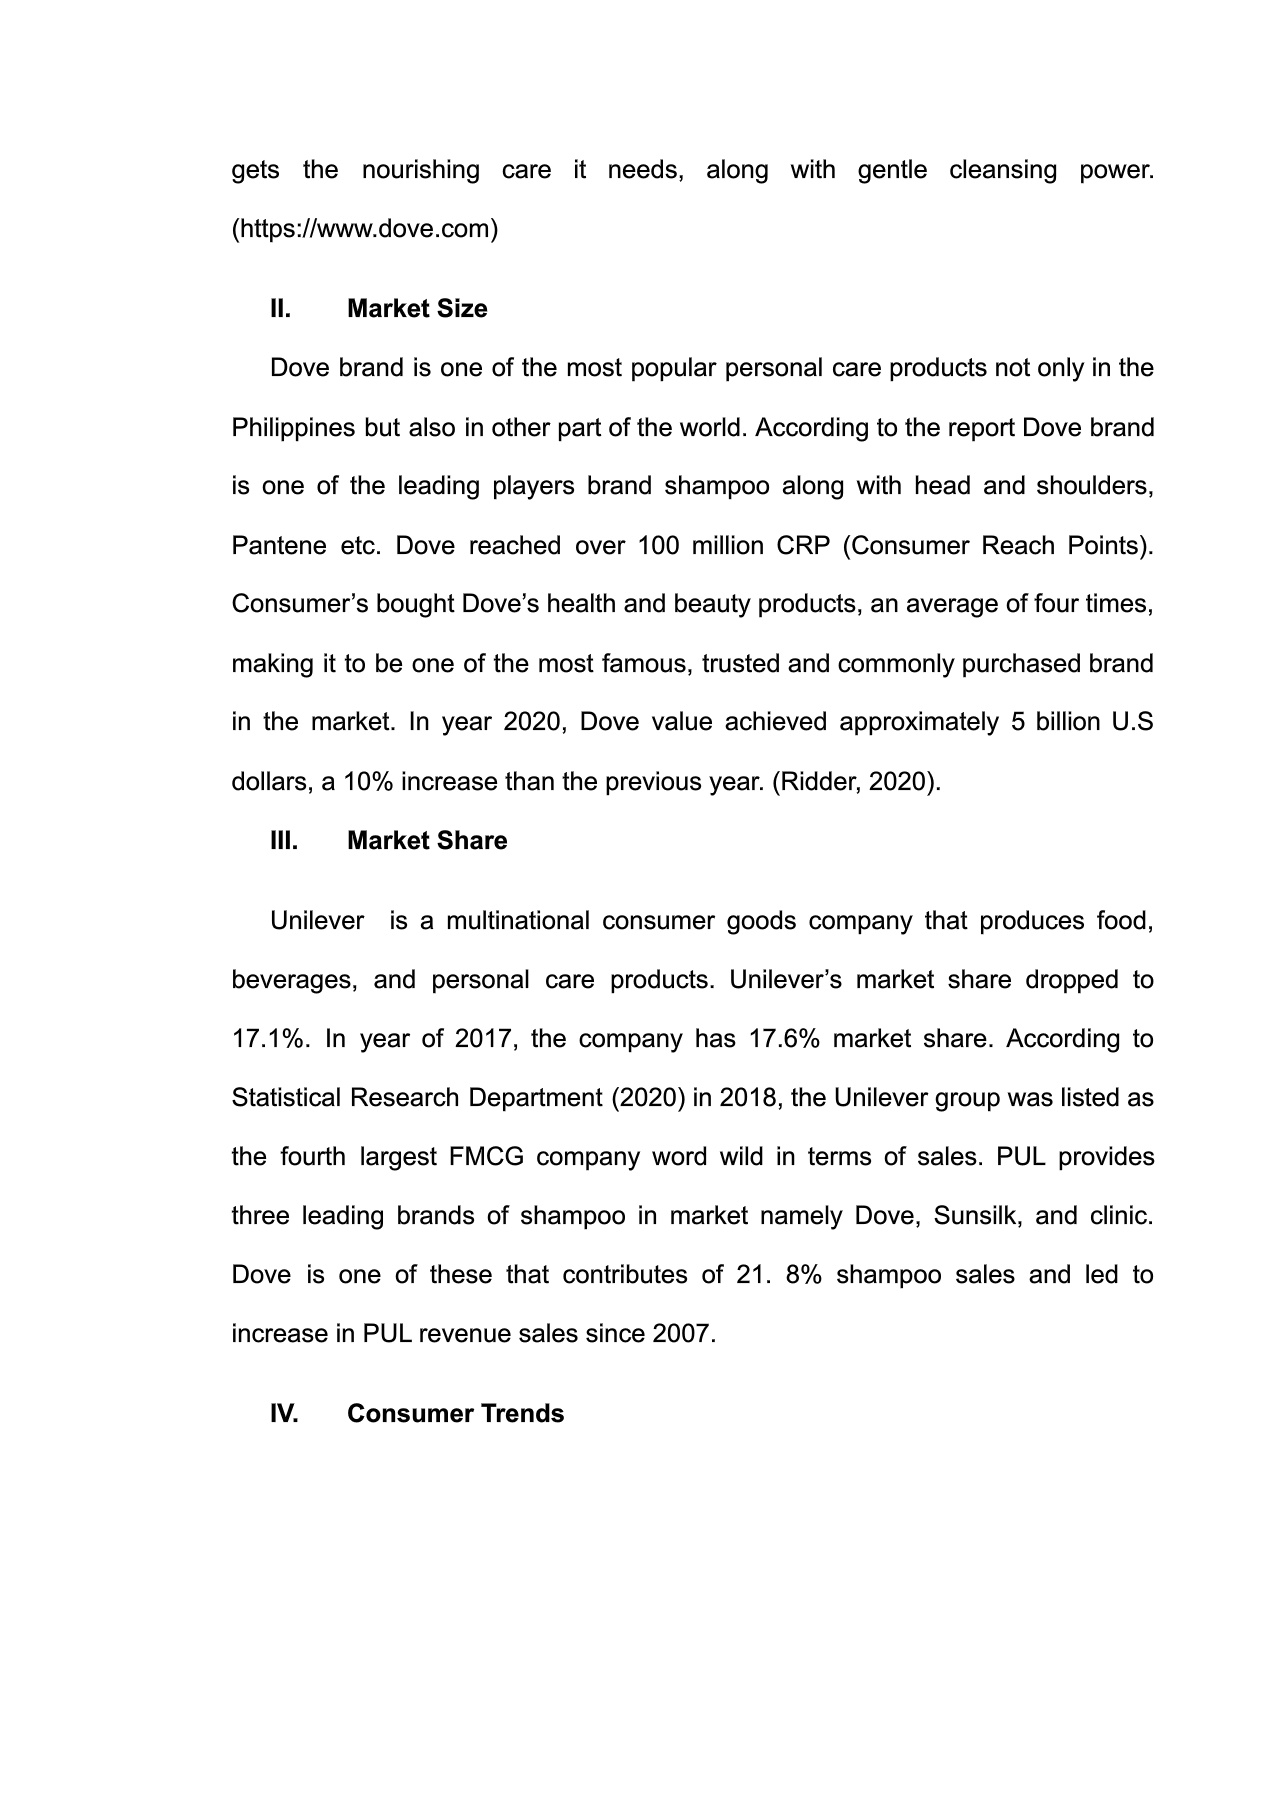 gets the nourishing care it needs, along with gentle cleansing power.
(https://www.dove.com)
II. Market Size
Dove brand is one of the most popular personal care products not only in the
Philippines but also in other part of the world. According to the report Dove brand
is one of the leading players brand shampoo along with head and shoulders,
Pantene etc. Dove reached over 100 million CRP (Consumer Reach Points).
Consumer’s bought Dove’s health and beauty products, an average of four times,
making it to be one of the most famous, trusted and commonly purchased brand
in the market. In year 2020, Dove value achieved approximately 5 billion U.S
dollars, a 10% increase than the previous year. (Ridder, 2020).
III. Market Share
Unilever is a multinational consumer goods company that produces food,
beverages, and personal care products. Unilever’s market share dropped to
17.1%. In year of 2017, the company has 17.6% market share. According to
Statistical Research Department (2020) in 2018, the Unilever group was listed as
the fourth largest FMCG company word wild in terms of sales. PUL provides
three leading brands of shampoo in market namely Dove, Sunsilk, and clinic.
Dove is one of these that contributes of 21. 8% shampoo sales and led to
increase in PUL revenue sales since 2007.
IV. Consumer Trends